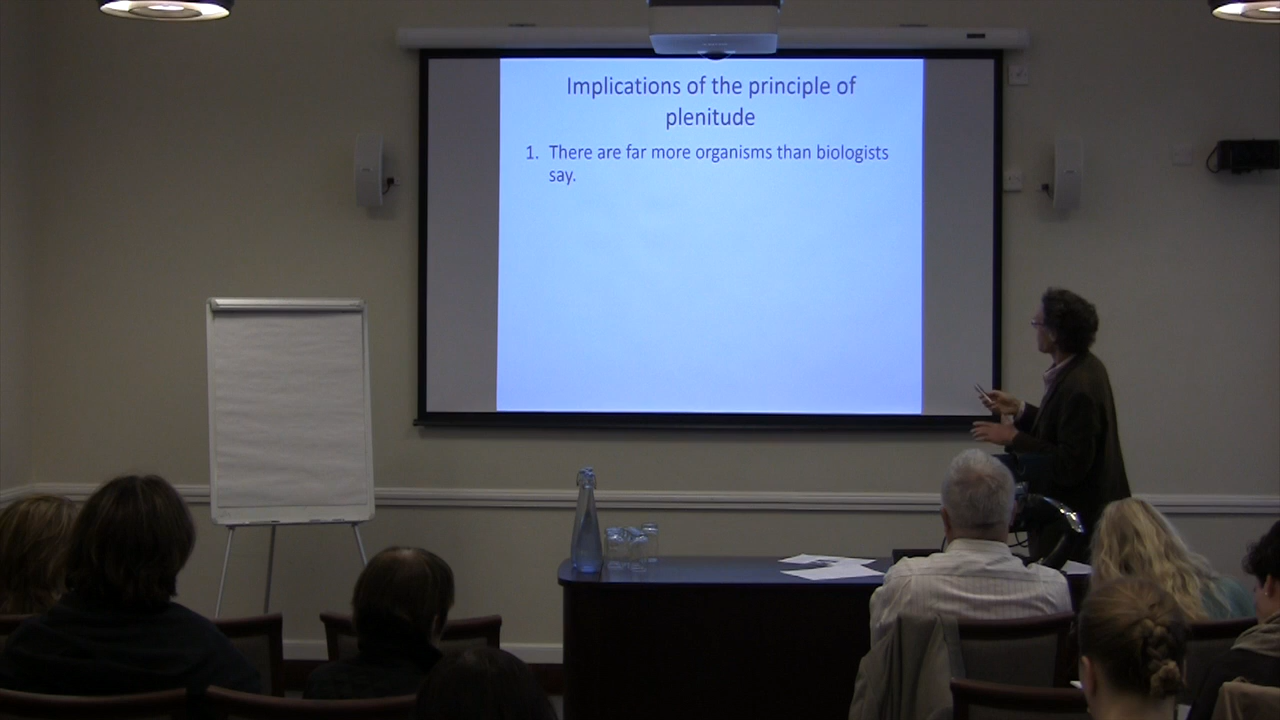 Implications of the principle of
plenitude
1. There are far more organisms than biologists
say.